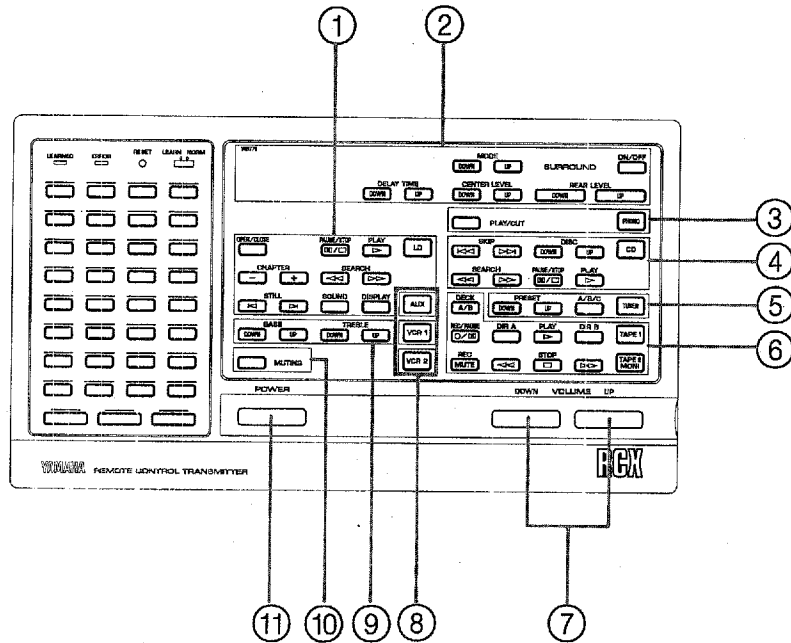 1 2
LEARNED ERROR RESET LEARN NORM
MODE
DOWN UP SURROUND ON/OFF
DELAY TIME CENTER LEVEL REAR LEVEL
DOWN UP DOWN UP DOWN UP
PLAY/CUT PHONO 3
OPEN/CLOSE PAUSE/STOP PLAY LD
SKIP DISC CD 4
DOWN UP
CHAPTER SEARCH
- +
SEARCH PAUSE/STOP PLAY
STILL SOUND DISPLAY AUX
DECK PRESET A/B/C
A/B DOWN UP TUNER 5
BASS TREBLE
DOWN UP DOWN UP VCR 1
REC/PAUSE DIR A PLAY DIR B TAPE 1 6
MUTING VCR 2
REC STOP
MUTE TAPE 2
MONI
POWER DOWN VOLUME UP
YAMAHA REMOTE CONTROL TRANSMITTER RCX
11 10 9 8 7